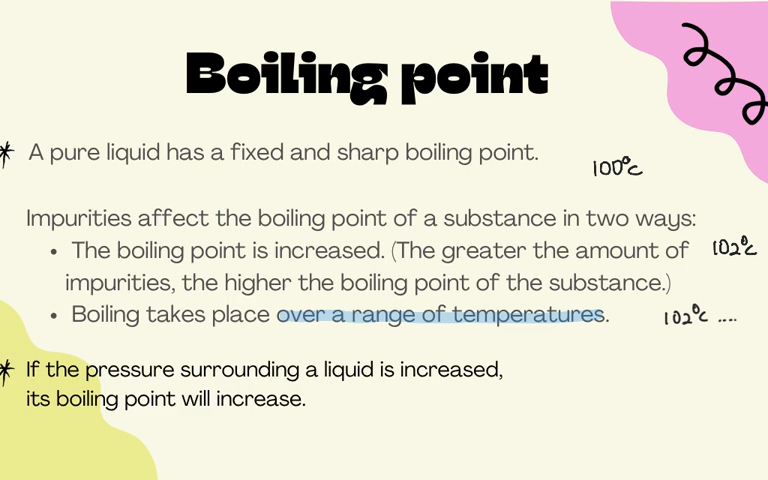 Boiling point
A pure liquid has a fixed and sharp boiling point.
100°C
Impurities affect the boiling point of a substance in two ways:
• The boiling point is increased. (The greater the amount of
102°C
impurities, the higher the boiling point of the substance.)
• Boiling takes place over a range of temperatures.
102°C ....
If the pressure surrounding a liquid is increased,
its boiling point will increase.